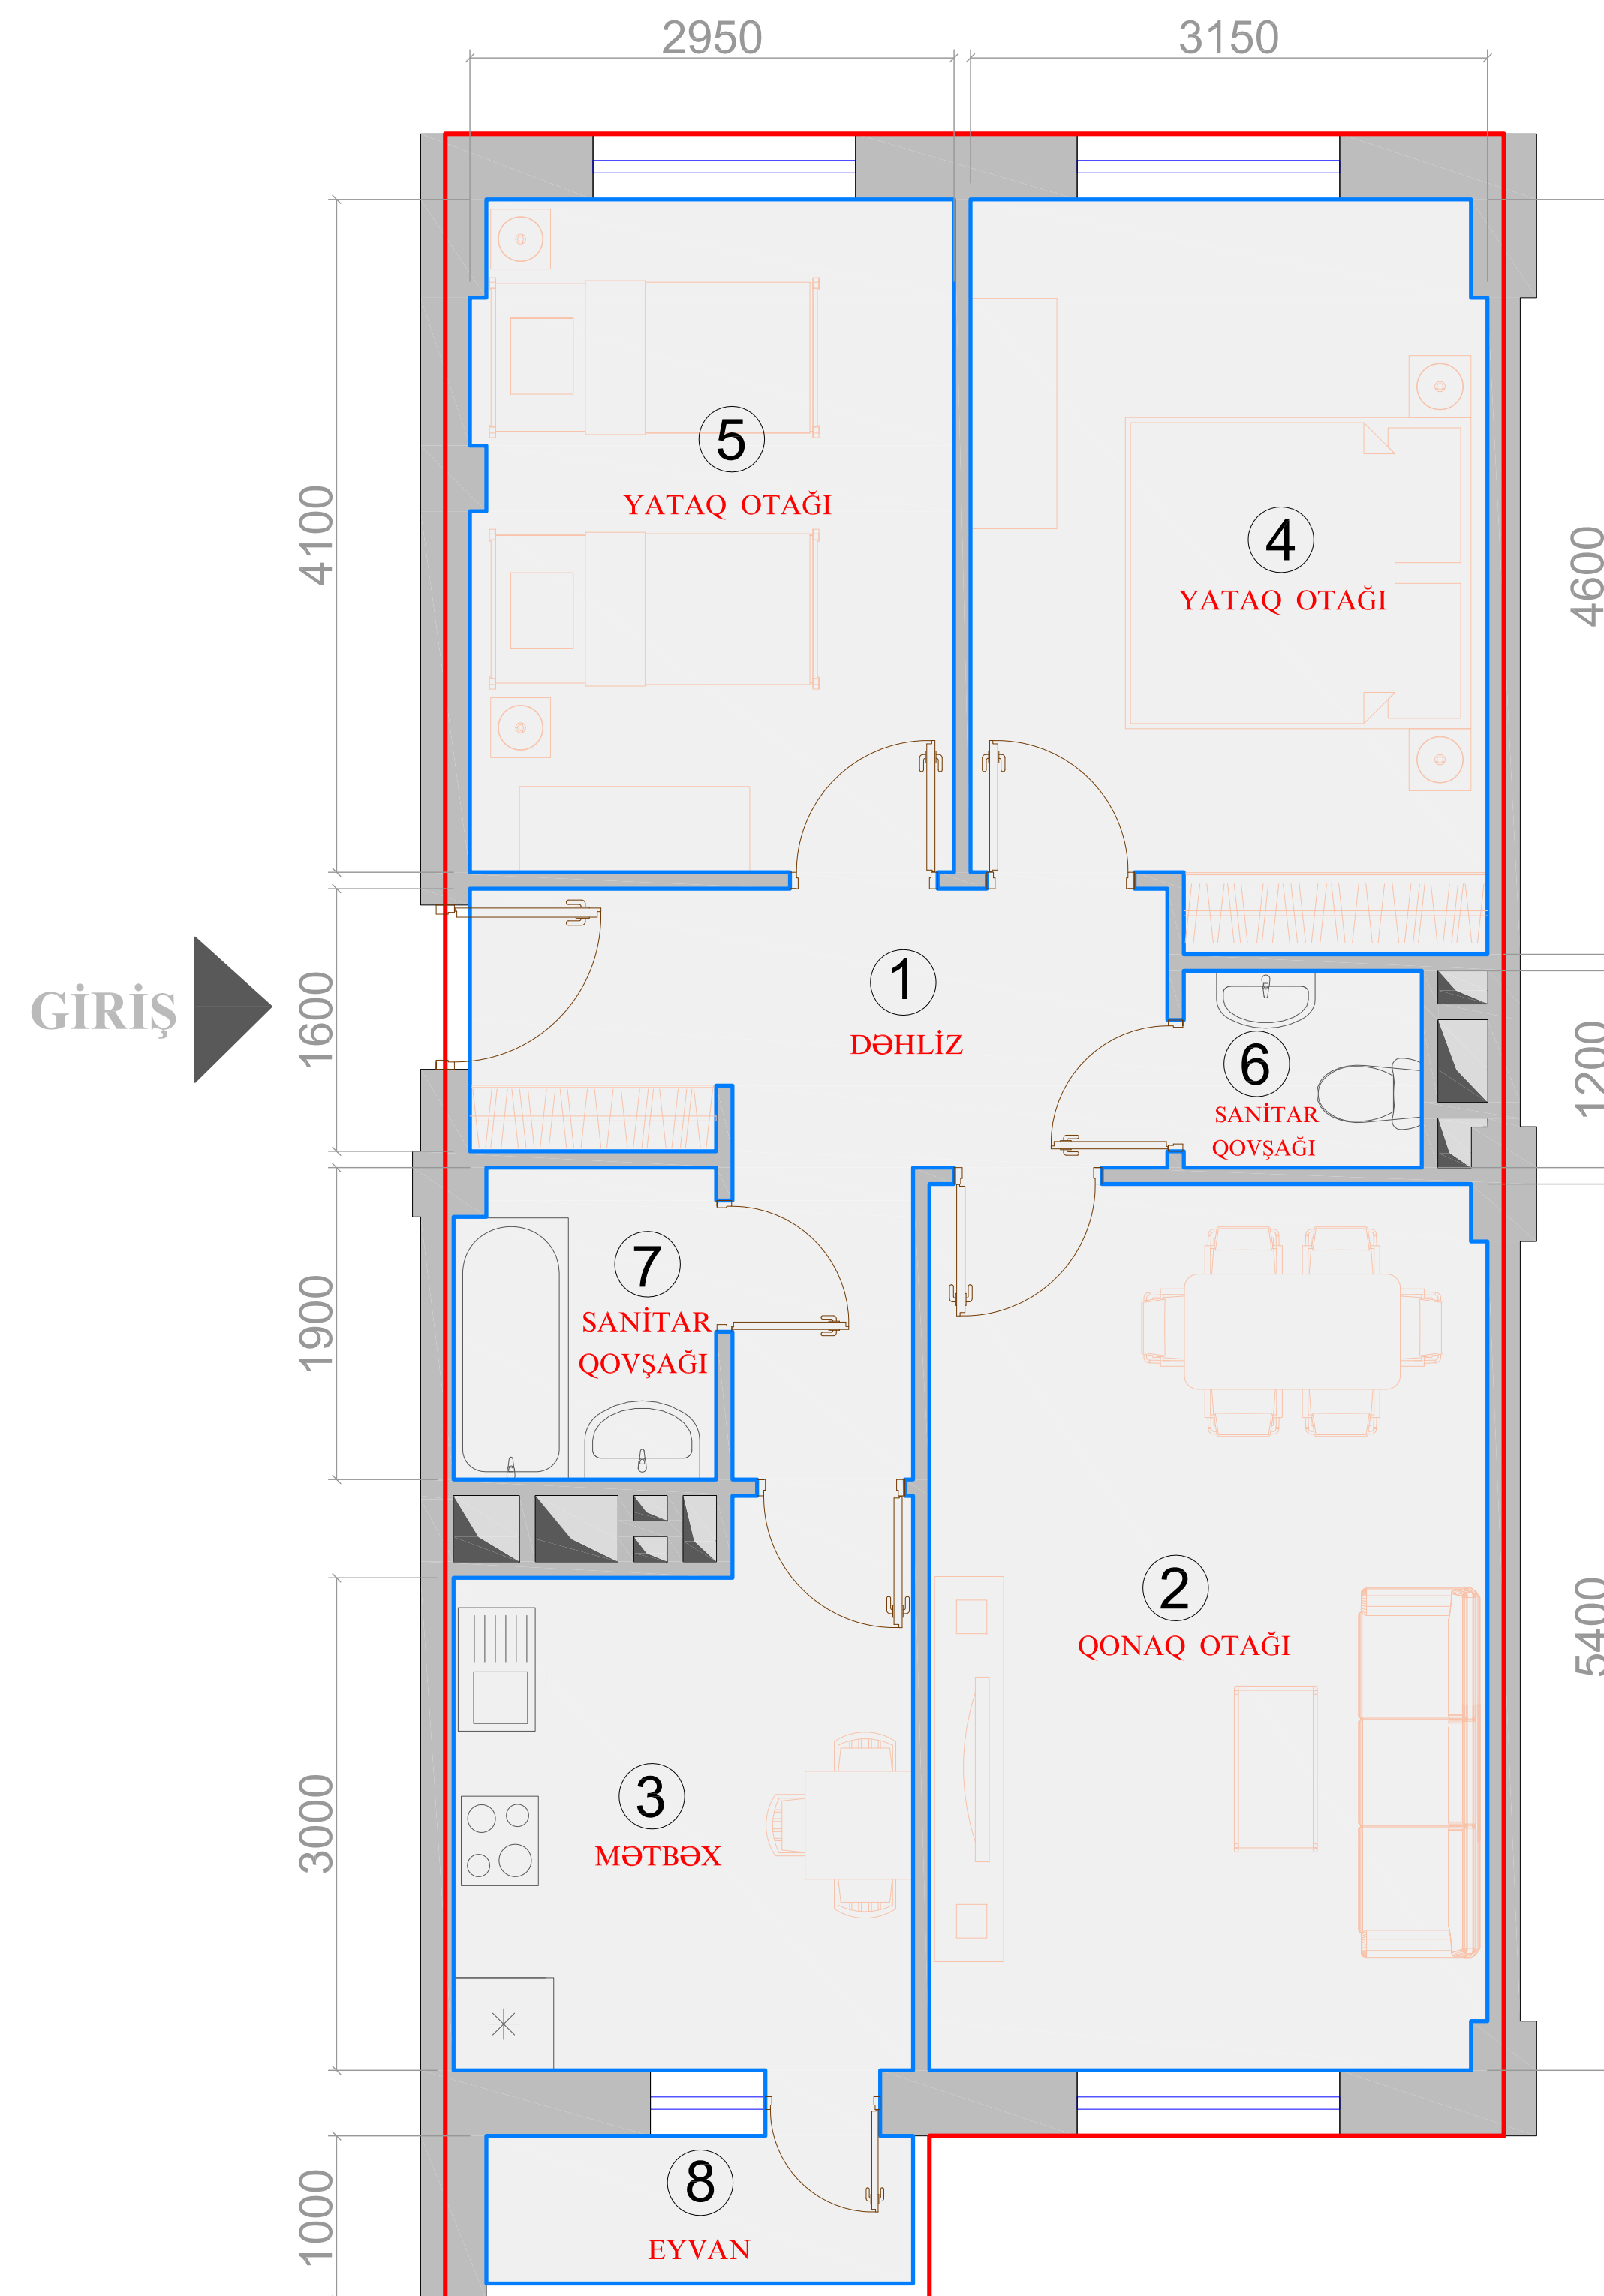 2950
3150
4100
4600
5
YATAQ OTAĞI
4
YATAQ OTAĞI
GİRİŞ
1600
1
DƏHLİZ
6
SANİTAR
QOVŞAĞI
1200
1900
7
SANİTAR
QOVŞAĞI
2
QONAQ OTAĞI
5400
3000
3
MƏTBƏX
1000
8
EYVAN